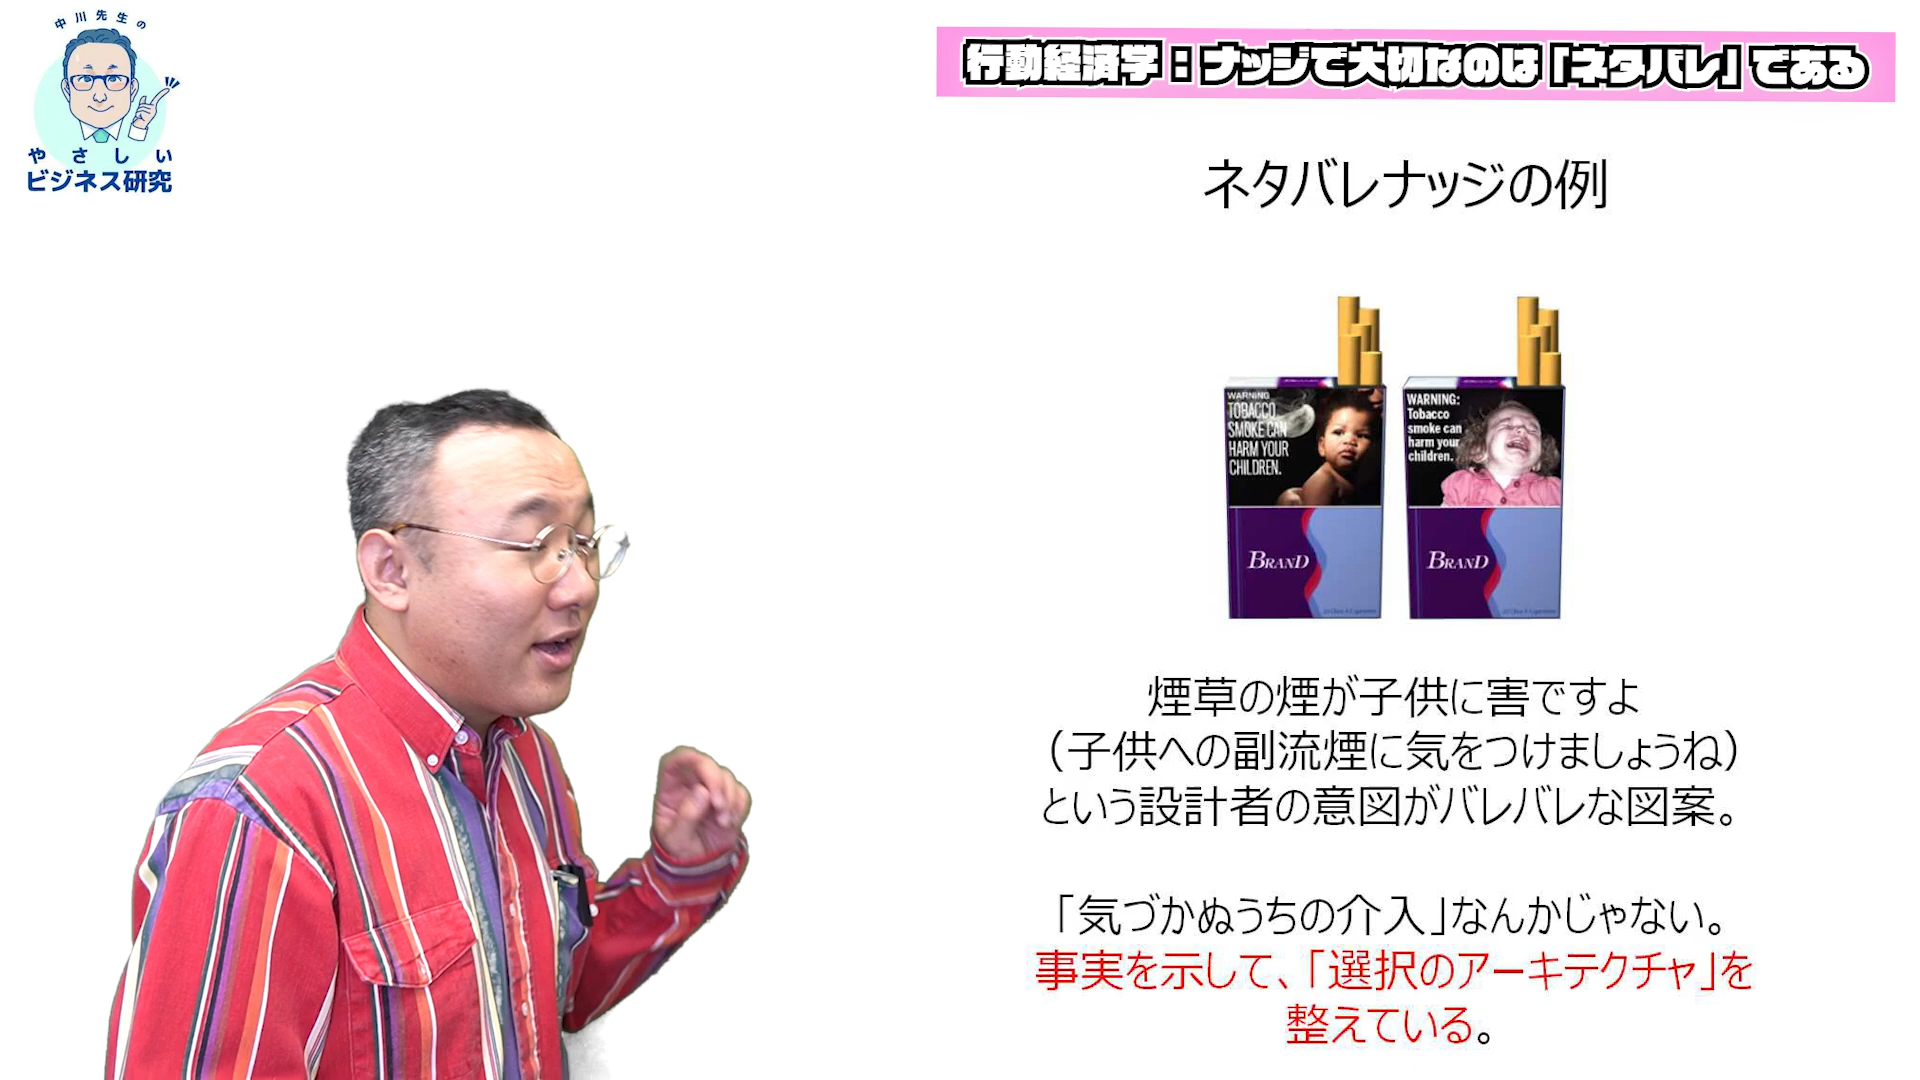 中川先生の
やさしい
ビジネス研究
行動経済学：ナッジで大切なのは「ネタバレ」である
ネタバレナッジの例
WARNING
TOBACCO
SMOKE CAN
HARM YOUR
CHILDREN.
BRAND
WARNING:
Tobacco
smoke can
harm your
children.
BRAND
煙草の煙が子供に害ですよ
（子供への副流煙に気をつけましょうね）
という設計者の意図がバレバレな図案。
「気づかぬうちの介入」なんかじゃない。
事実を示して、「選択のアーキテクチャ」を
整えている。